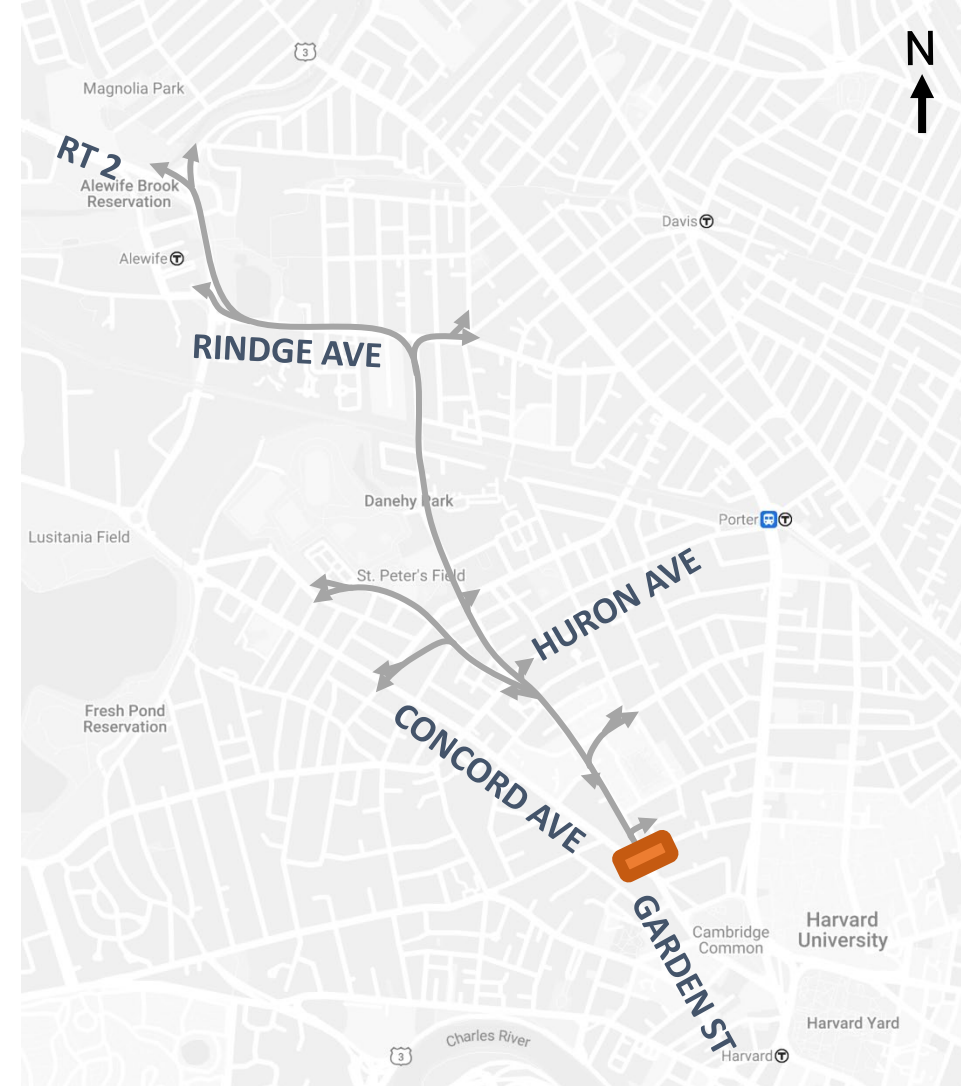 N
3
Magnolia Park
RT 2
Alewife Brook
Reservation
Davis T
Alewife T
RINDGE AVE
Danehy Park
Porter T
Lusitania Field
St. Peter's Field
HURON AVE
Fresh Pond
Reservation
CONCORD AVE
GARDEN ST
Cambridge
Common
Harvard
University
Harvard Yard
Charles River
3
Harvard T